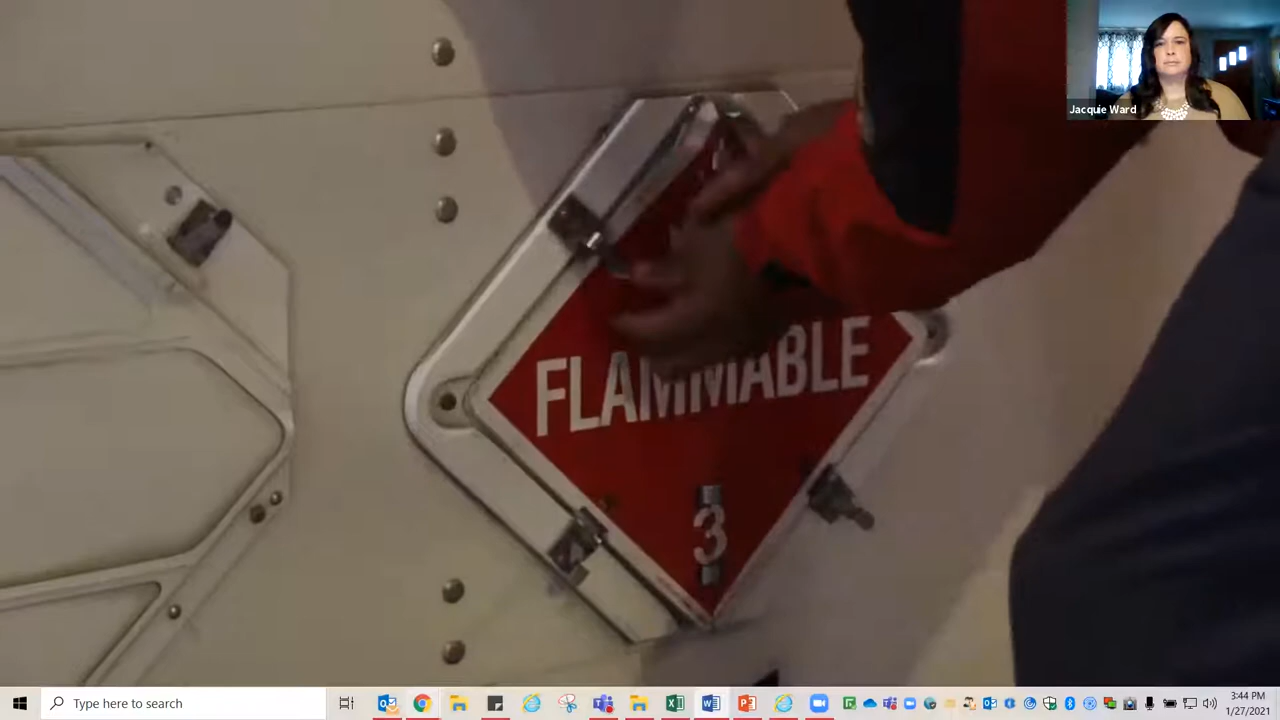 Jacquie Ward
FLAMMABLE
3
Type here to search
3:44 PM
1/27/2021